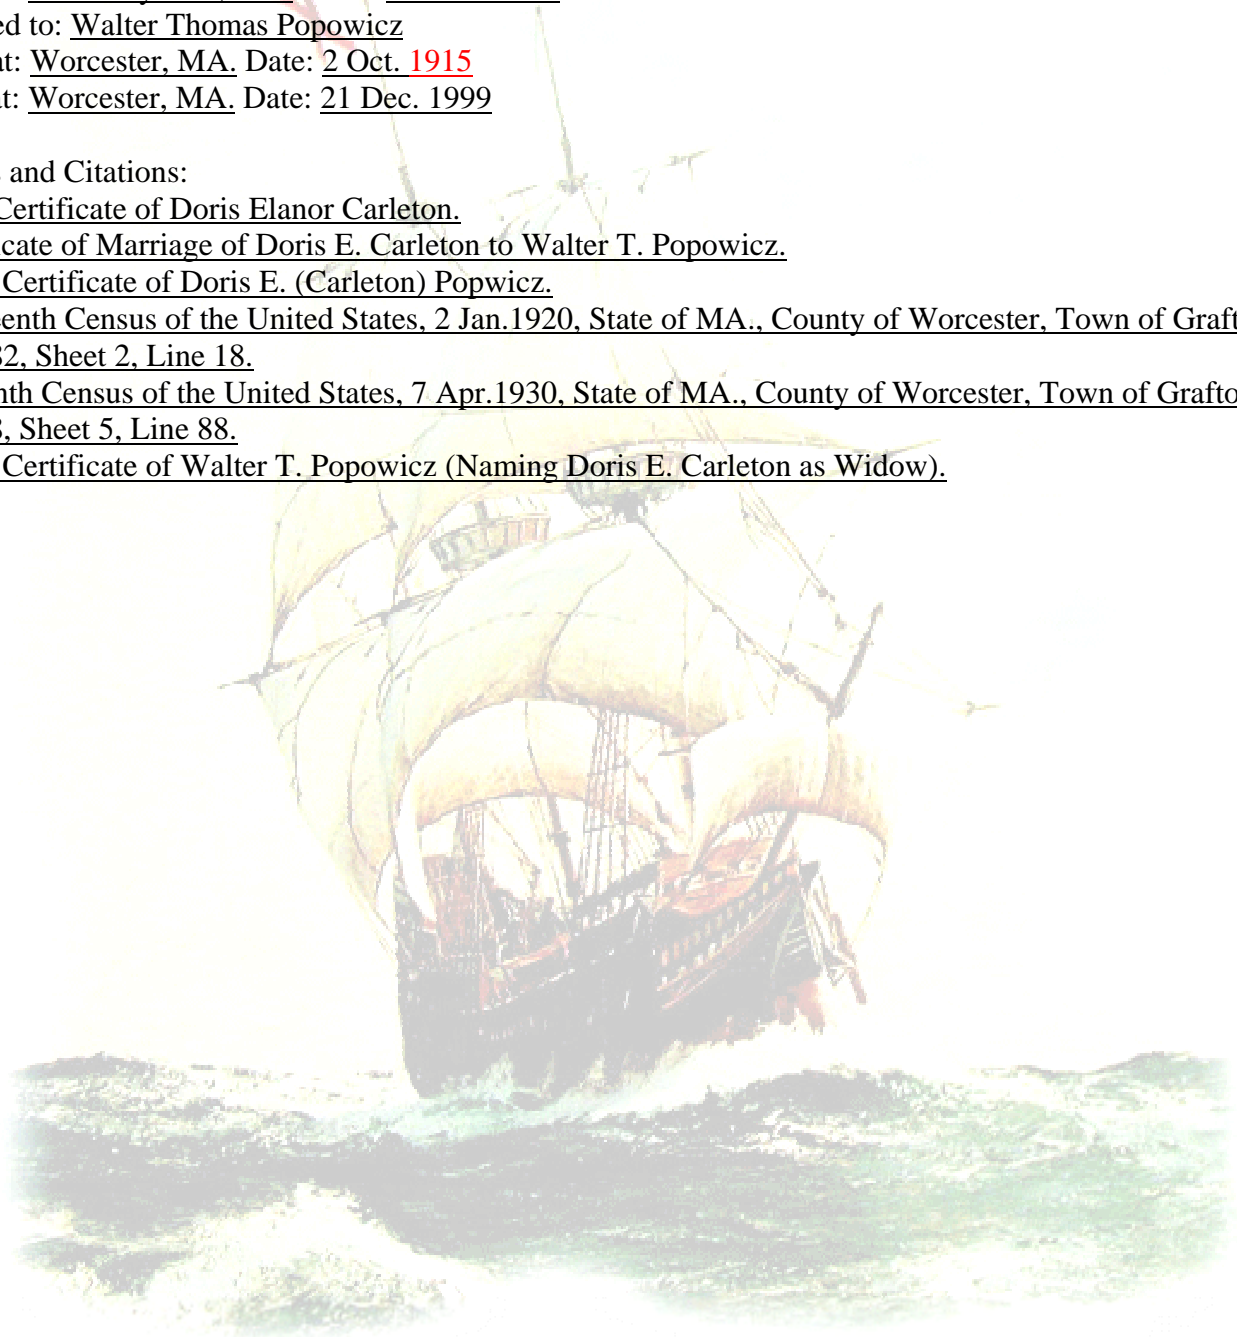 ed to: Walter Thomas Popowicz
at: Worcester, MA. Date: 2 Oct. 1915
at: Worcester, MA. Date: 21 Dec. 1999
s and Citations:
Certificate of Doris Elanor Carleton.
icate of Marriage of Doris E. Carleton to Walter T. Popowicz.
Certificate of Doris E. (Carleton) Popwicz.
eenth Census of the United States, 2 Jan.1920, State of MA., County of Worcester, Town of Graft
32, Sheet 2, Line 18.
nth Census of the United States, 7 Apr.1930, State of MA., County of Worcester, Town of Grafto
8, Sheet 5, Line 88.
Certificate of Walter T. Popowicz (Naming Doris E. Carleton as Widow).